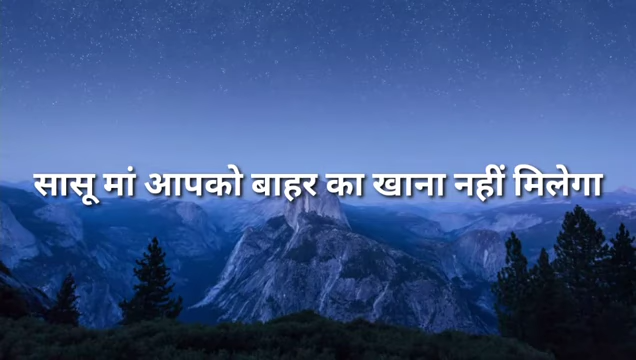 सासू मां आपको बाहर का खाना नहीं मिलेगा